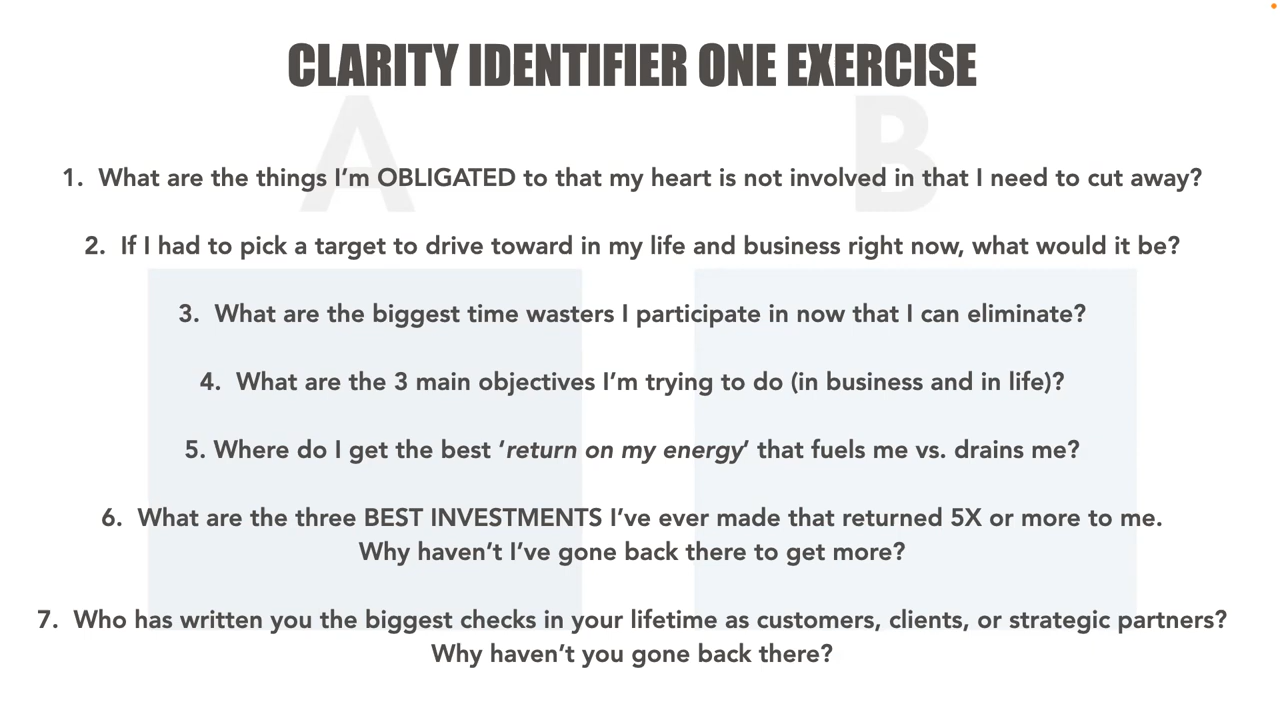 CLARITY IDENTIFIER ONE EXERCISE
A B
1. What are the things I’m OBLIGATED to that my heart is not involved in that I need to cut away?
2. If I had to pick a target to drive toward in my life and business right now, what would it be?
3. What are the biggest time wasters I participate in now that I can eliminate?
4. What are the 3 main objectives I’m trying to do (in business and in life)?
5. Where do I get the best ‘return on my energy’ that fuels me vs. drains me?
6. What are the three BEST INVESTMENTS I’ve ever made that returned 5X or more to me.
Why haven’t I’ve gone back there to get more?
7. Who has written you the biggest checks in your lifetime as customers, clients, or strategic partners?
Why haven’t you gone back there?